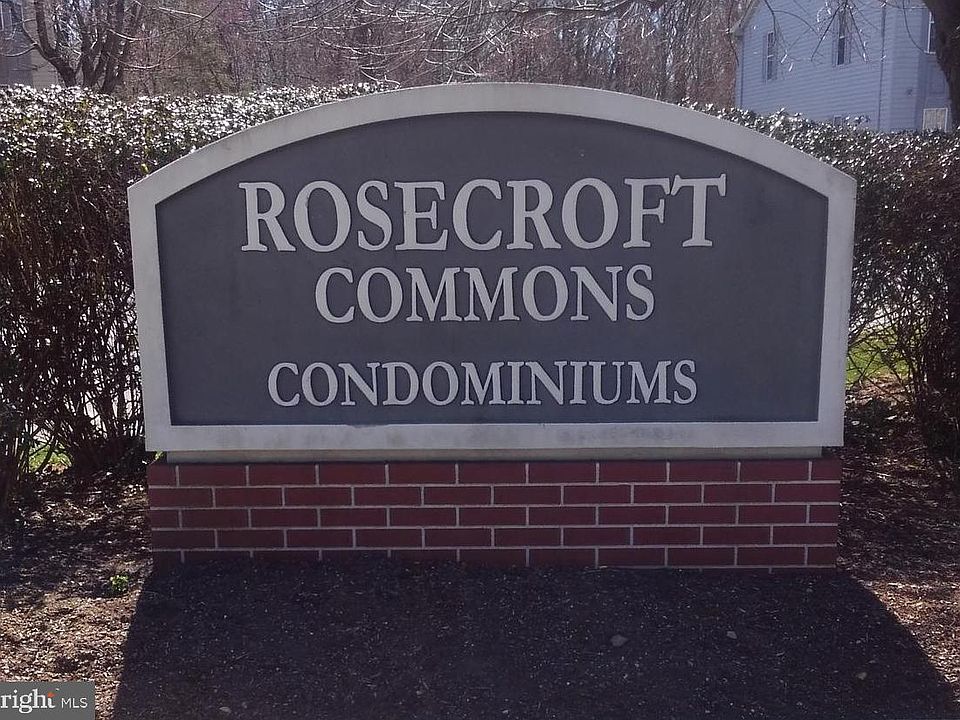 ROSECROFT
COMMONS
CONDOMINIUMS
right MLS